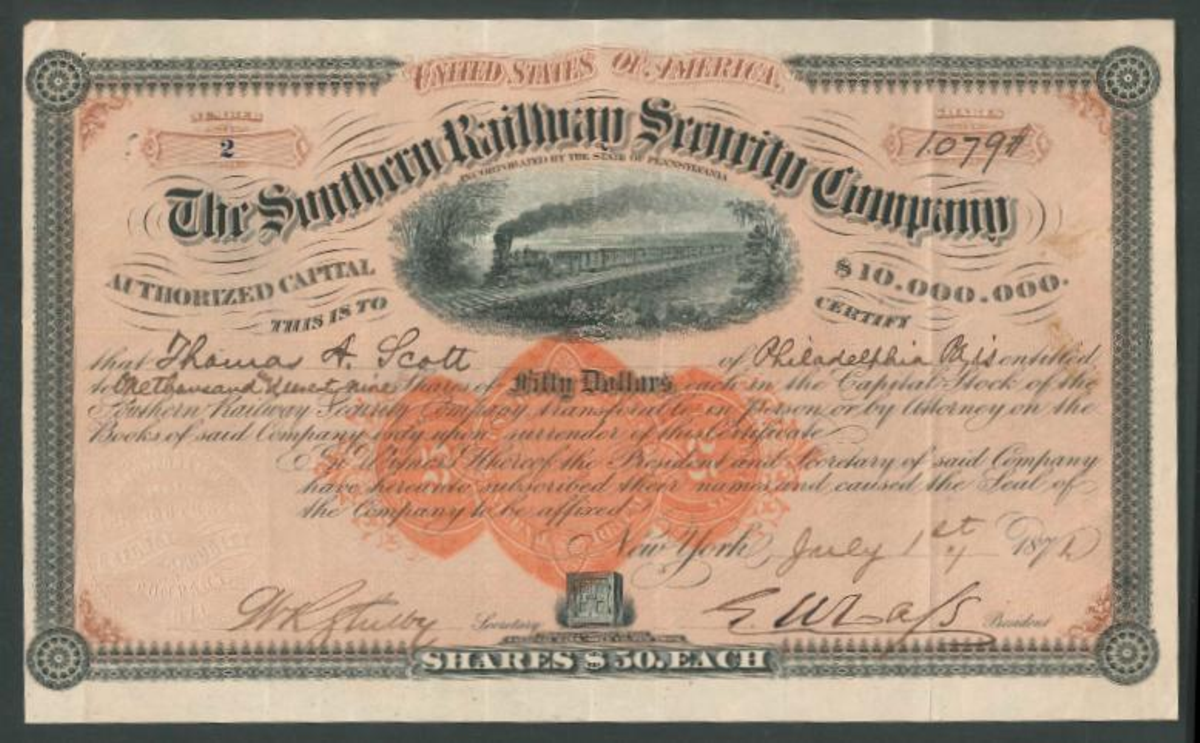 UNITED STATES OF AMERICA.
NUMBER
SHARES
2
1079
The Southern Railway Security Company
INCORPORATED BY THE STATE OF PENNSYLVANIA
AUTHORIZED CAPITAL
$10.000.000.
THIS IS TO
CERTIFY
that Thomas A. Scott of Philadelphia Pa is entitled
to One thousand & seventy nine Shares of Fifty Dollars each in the Capital Stock of the
Southern Railway Security Company, transferable in Person or by Attorney on the
Books of said Company only upon surrender of this Certificate
In Witness Whereof the President and Secretary of said Company
have hereunto subscribed their names and caused the Seal of
the Company to be affixed.
New York, July 1st 1872
Secretary
President
SHARES $50. EACH